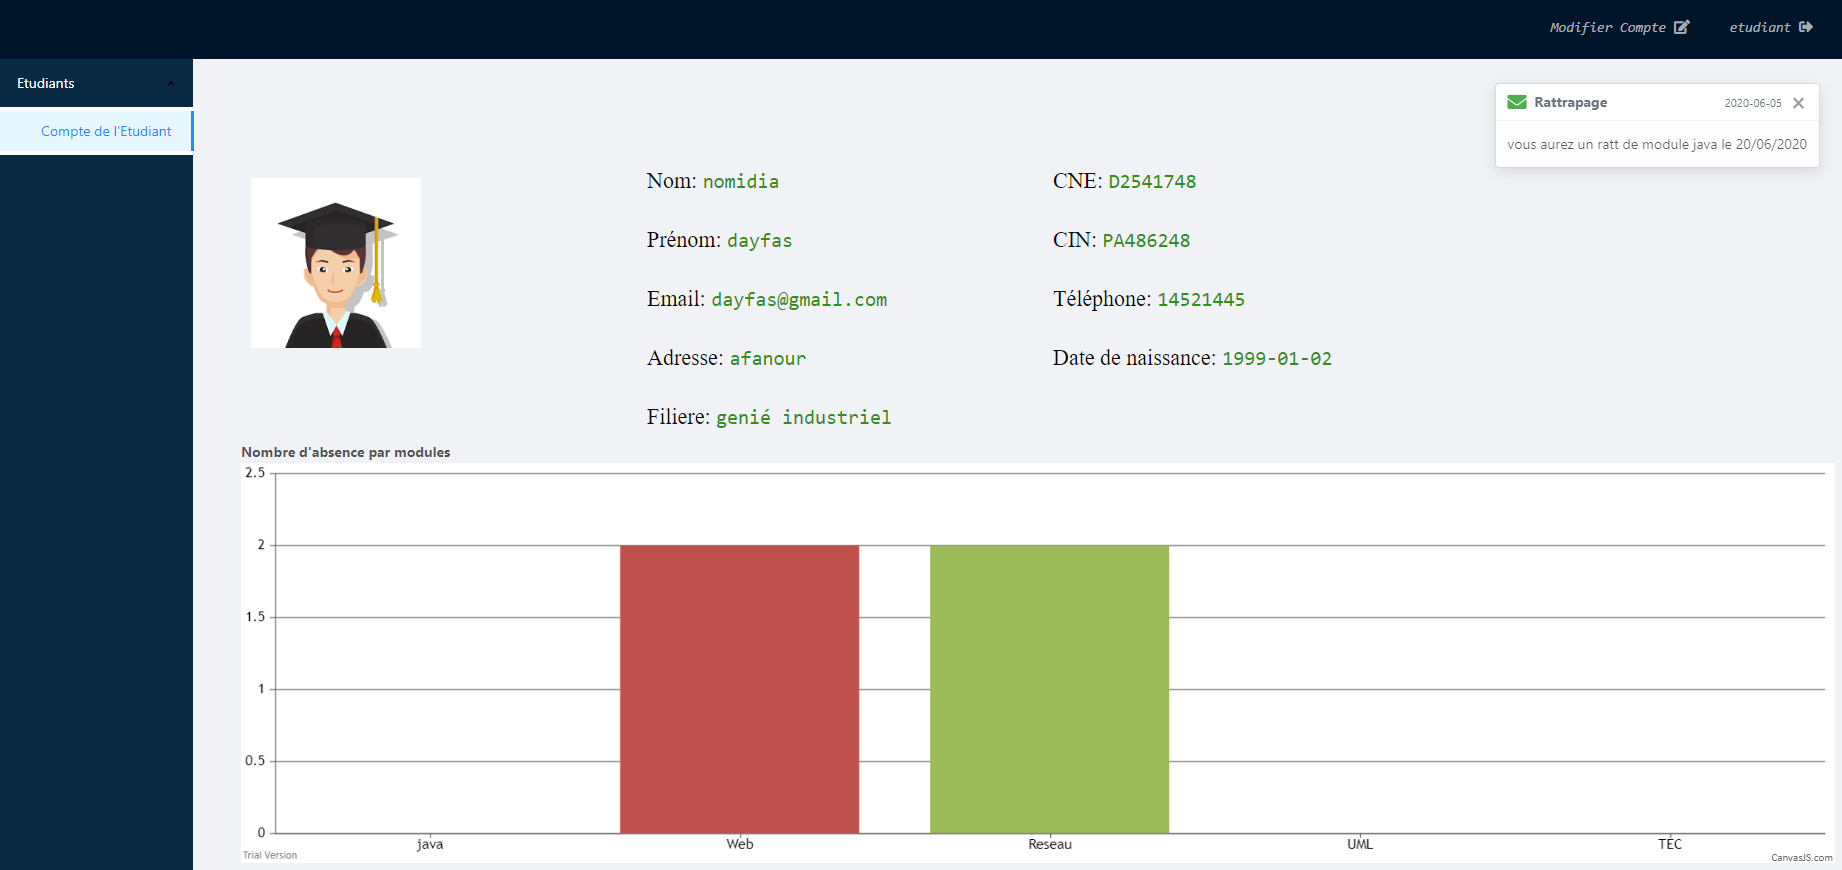 Modifier Compte
etudiant
Etudiants
Compte de l'Etudiant
Rattrapage 2020-06-05
vous aurez un ratt de module java le 20/06/2020
Nom: nomidia
CNE: D2541748
Prénom: dayfas
CIN: PA486248
Email: dayfas@gmail.com
Téléphone: 14521445
Adresse: afanour
Date de naissance: 1999-01-02
Filiere: genié industriel
Nombre d'absence par modules
2.5
2
1.5
1
0.5
0
java
Web
Reseau
UML
TEC
Trial Version
CanvasJS.com